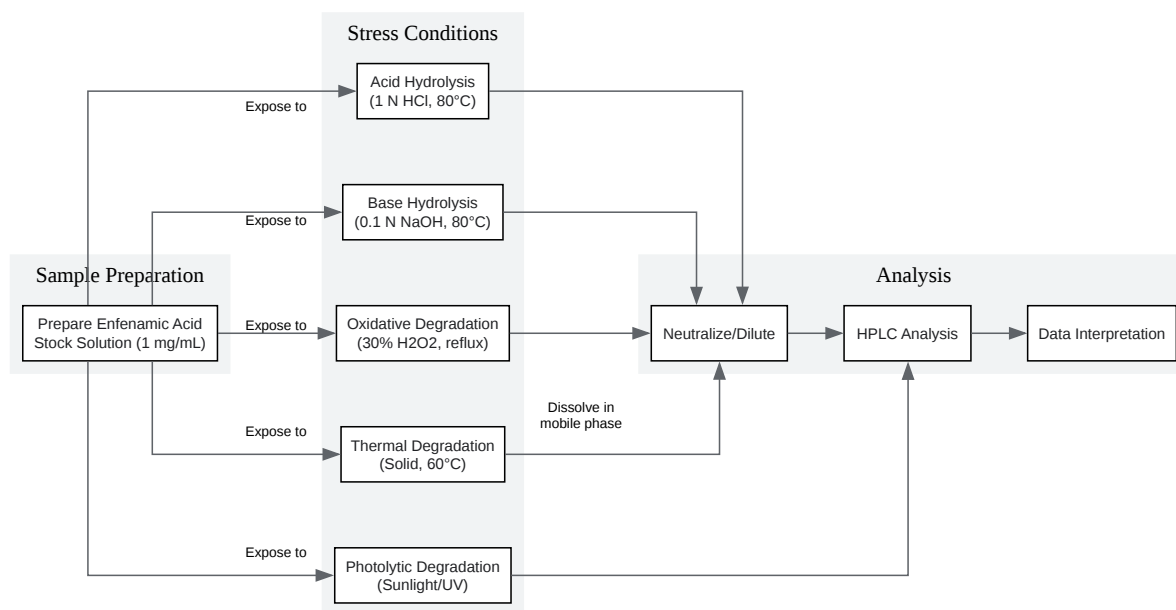 Stress Conditions
Acid Hydrolysis
(1 N HCl, 80°C)
Expose to
Base Hydrolysis
(0.1 N NaOH, 80°C)
Expose to
Sample Preparation
Analysis
Prepare Enfenamic Acid
Stock Solution (1 mg/mL)
Expose to
Oxidative Degradation
(30% H2O2, reflux)
Neutralize/Dilute
HPLC Analysis
Data Interpretation
Dissolve in
mobile phase
Expose to
Thermal Degradation
(Solid, 60°C)
Expose to
Photolytic Degradation
(Sunlight/UV)